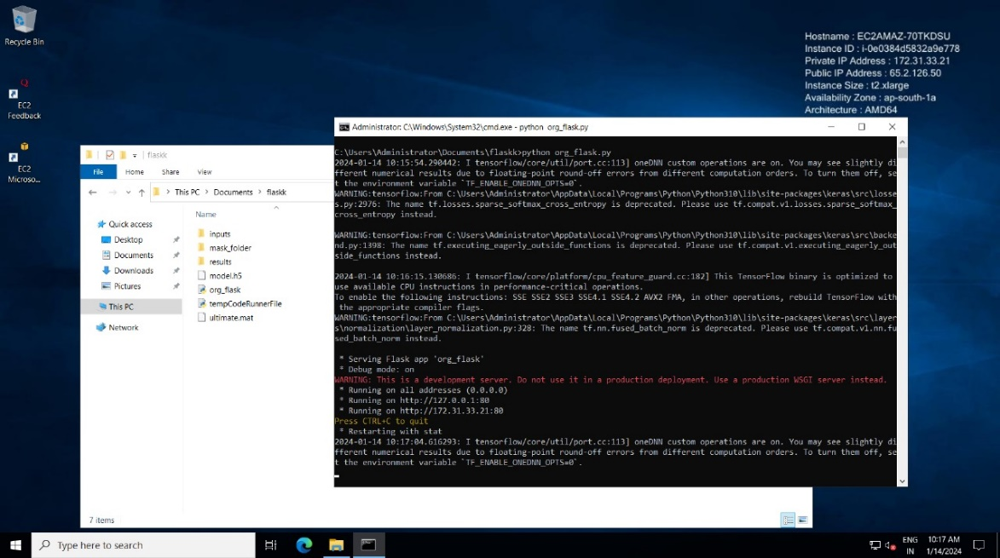 Recycle Bin
EC2
Feedback
EC2
Microso...
Hostname : EC2AMAZ-70TKDSU
Instance ID : i-0e0384d5832a9e778
Private IP Address : 172.31.33.21
Public IP Address : 65.2.126.50
Instance Size : t2.xlarge
Availability Zone : ap-south-1a
Architecture : AMD64
flaskk
File Home Share View
This PC > Documents > flaskk
Quick access
Desktop
Documents
Downloads
Pictures
This PC
Network
Name
inputs
mask_folder
results
model.h5
org_flask
tempCodeRunnerFile
ultimate.mat
7 items
Administrator: C:\Windows\System32\cmd.exe - python org_flask.py
C:\Users\Administrator\Documents\flaskk>python org_flask.py
2024-01-14 10:15:54.290442: I tensorflow/core/util/port.cc:113] oneDNN custom operations are on. You may see slightly di
fferent numerical results due to floating-point round-off errors from different computation orders. To turn them off, se
t the environment variable `TF_ENABLE_ONEDNN_OPTS=0`.
WARNING:tensorflow:From C:\Users\Administrator\AppData\Local\Programs\Python\Python310\lib\site-packages\keras\src\losse
s.py:2976: The name tf.losses.sparse_softmax_cross_entropy is deprecated. Please use tf.compat.v1.losses.sparse_softmax_
cross_entropy instead.
WARNING:tensorflow:From C:\Users\Administrator\AppData\Local\Programs\Python\Python310\lib\site-packages\keras\src\backe
nd.py:1398: The name tf.executing_eagerly_outside_functions is deprecated. Please use tf.compat.v1.executing_eagerly_out
side_functions instead.
2024-01-14 10:16:15.130686: I tensorflow/core/platform/cpu_feature_guard.cc:182] This TensorFlow binary is optimized to
use available CPU instructions in performance-critical operations.
To enable the following instructions: SSE SSE2 SSE3 SSE4.1 SSE4.2 AVX2 FMA, in other operations, rebuild TensorFlow with
the appropriate compiler flags.
WARNING:tensorflow:From C:\Users\Administrator\AppData\Local\Programs\Python\Python310\lib\site-packages\keras\src\layer
s\normalization\layer_normalization.py:328: The name tf.nn.fused_batch_norm is deprecated. Please use tf.compat.v1.nn.fu
sed_batch_norm instead.
* Serving Flask app 'org_flask'
* Debug mode: on
WARNING: This is a development server. Do not use it in a production deployment. Use a production WSGI server instead.
* Running on all addresses (0.0.0.0)
* Running on http://127.0.0.1:80
* Running on http://172.31.33.21:80
Press CTRL+C to quit
* Restarting with stat
2024-01-14 10:17:04.616293: I tensorflow/core/util/port.cc:113] oneDNN custom operations are on. You may see slightly di
fferent numerical results due to floating-point round-off errors from different computation orders. To turn them off, se
t the environment variable `TF_ENABLE_ONEDNN_OPTS=0`.
Type here to search
ENG
IN
10:17 AM
1/14/2024